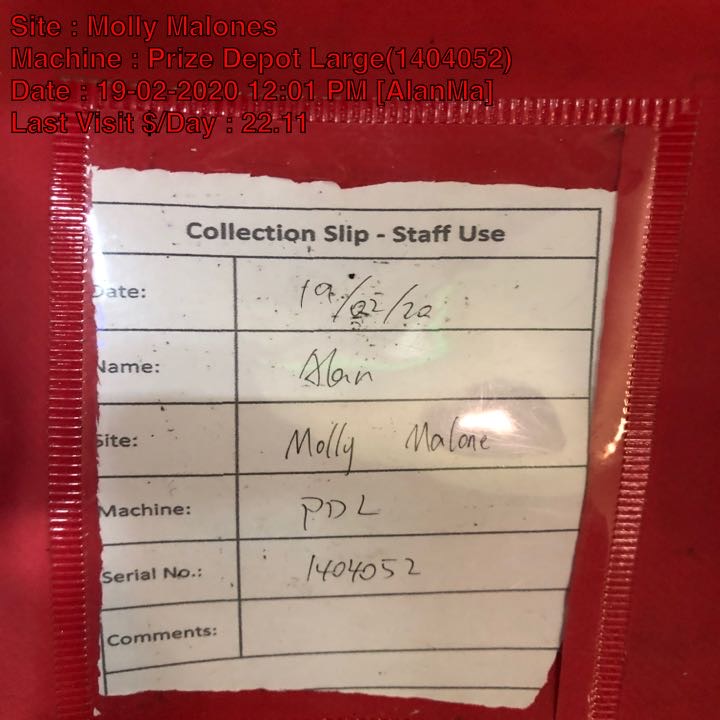 Site : Molly Malones
Machine : Prize Depot Large(1404052)
Date : 19-02-2020 12:01 PM [AlanMa]
Last Visit $/Day : 22.11
Collection Slip - Staff Use
Date: 19/02/20
Name: Alan
Site: Molly Malone
Machine: PDL
Serial No.: 1404052
Comments: